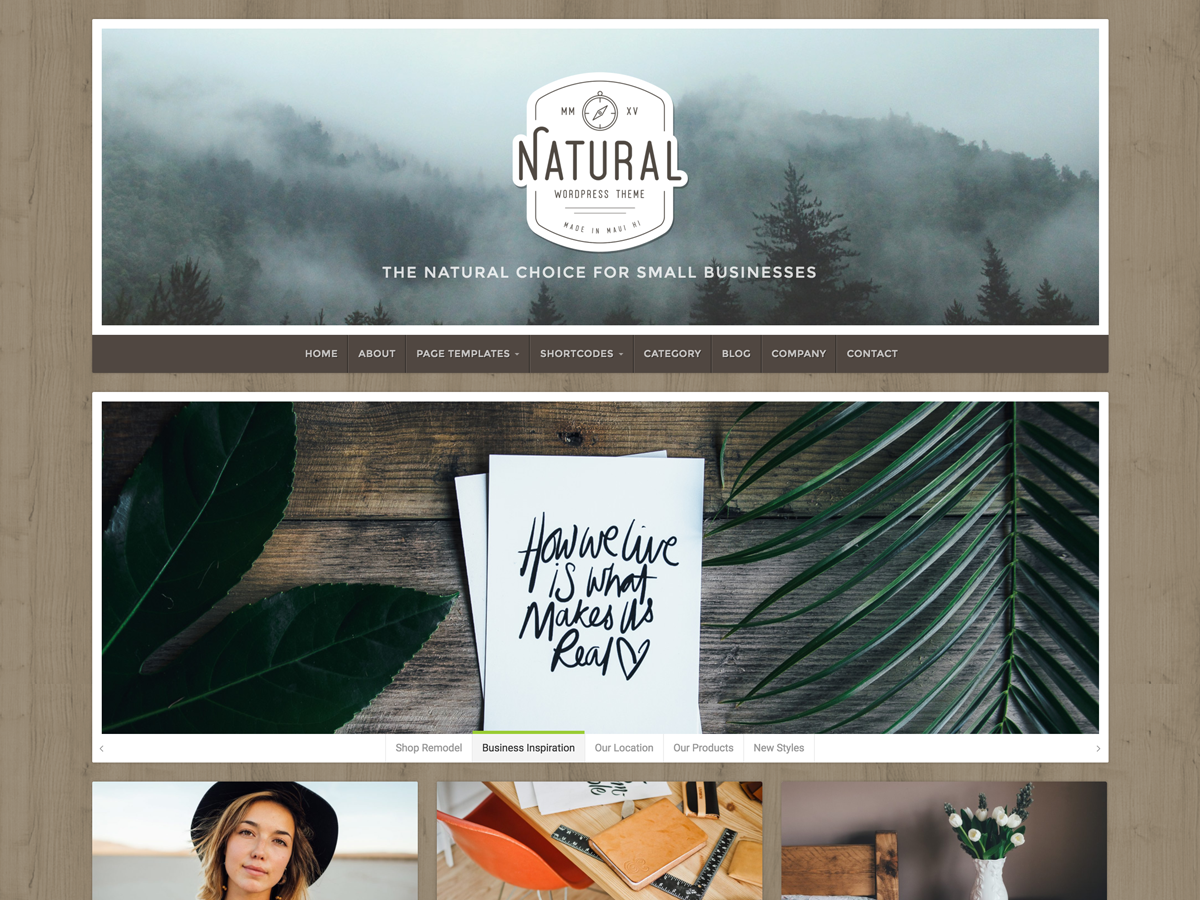 MM XV
NATURAL
WORDPRESS THEME
MADE IN MAUI HI
THE NATURAL CHOICE FOR SMALL BUSINESSES
HOME ABOUT PAGE TEMPLATES SHORTCODES CATEGORY BLOG COMPANY CONTACT
How we live
is what
Makes Us
Real
Shop Remodel Business Inspiration Our Location Our Products New Styles